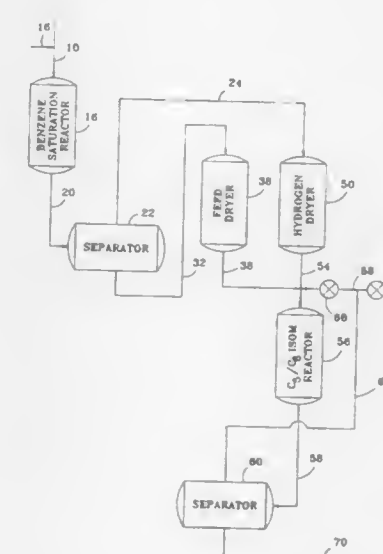 16
10
24
BENZENE
SATURATION
REACTOR
16
FEED
DRYER
38
HYDROGEN
DRYER
50
20
22
SEPARATOR
32
38
54
66
68
C5/C6 ISOM
REACTOR
56
60
58
SEPARATOR
70